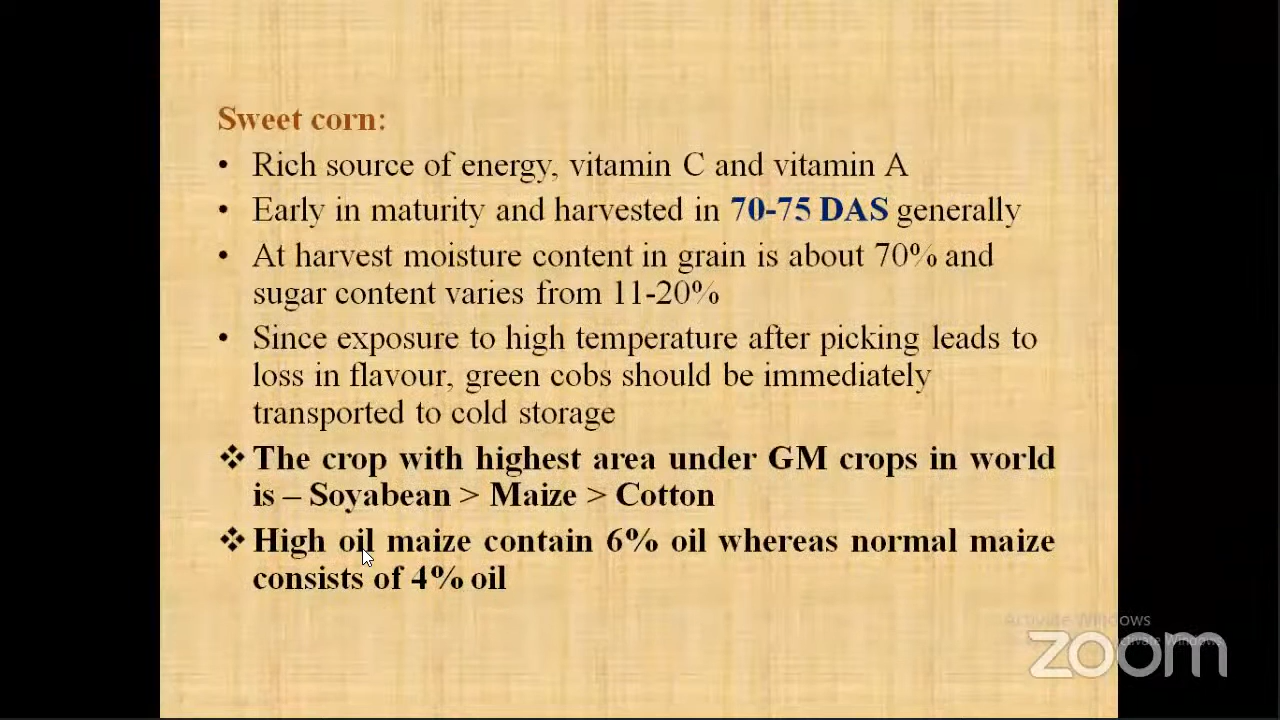 Sweet corn:
• Rich source of energy, vitamin C and vitamin A
• Early in maturity and harvested in 70-75 DAS generally
• At harvest moisture content in grain is about 70% and
sugar content varies from 11-20%
• Since exposure to high temperature after picking leads to
loss in flavour, green cobs should be immediately
transported to cold storage
❖ The crop with highest area under GM crops in world
is – Soyabean > Maize > Cotton
❖ High oil maize contain 6% oil whereas normal maize
consists of 4% oil
Activate Windows
zoom